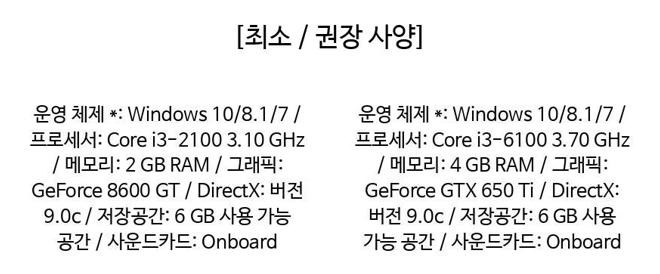 [최소 / 권장 사양]
운영 체제 *: Windows 10/8.1/7 /
프로세서: Core i3-2100 3.10 GHz
/ 메모리: 2 GB RAM / 그래픽:
GeForce 8600 GT / DirectX: 버전
9.0c / 저장공간: 6 GB 사용 가능
공간 / 사운드카드: Onboard
운영 체제 *: Windows 10/8.1/7 /
프로세서: Core i3-6100 3.70 GHz
/ 메모리: 4 GB RAM / 그래픽:
GeForce GTX 650 Ti / DirectX:
버전 9.0c / 저장공간: 6 GB 사용
가능 공간 / 사운드카드: Onboard